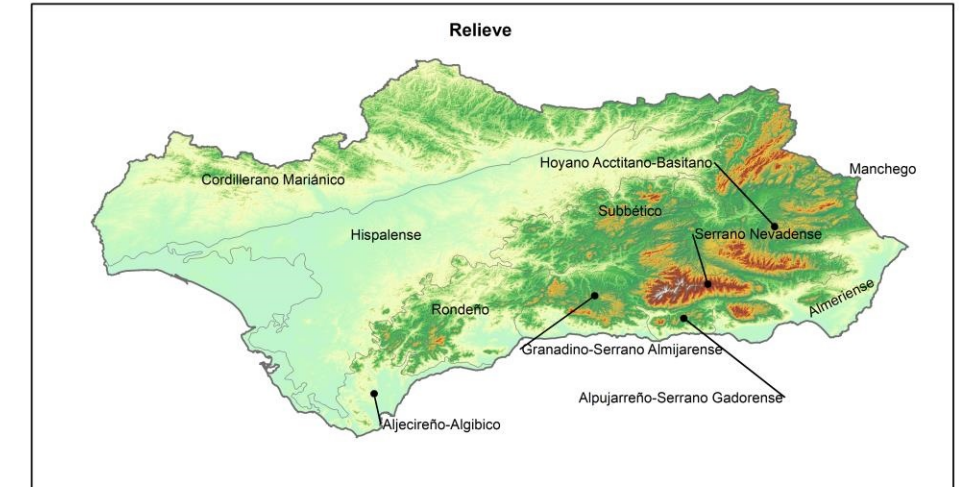 Relieve
Hoyano Acctitano-Basitano
Manchego
Cordillerano Mariánico
Subbético
Hispalense
Serrano Nevadense
Almeriense
Rondeño
Granadino-Serrano Almijarense
Alpujarreño-Serrano Gadorense
Aljecireño-Algibico